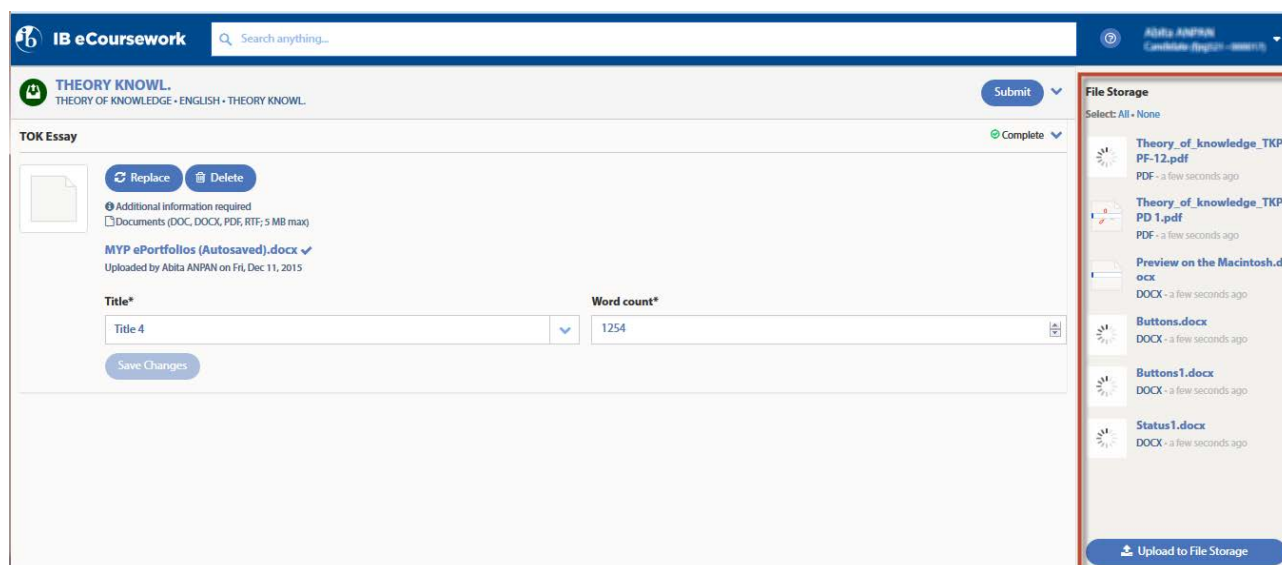 IB eCoursework
Search anything...
Abita ANPAN
THEORY KNOWL.
THEORY OF KNOWLEDGE • ENGLISH • THEORY KNOWL.
Submit
TOK Essay
Complete
Replace
Delete
Additional information required
Documents (DOC, DOCX, PDF, RTF; 5 MB max)
MYP ePortfolios (Autosaved).docx
Uploaded by Abita ANPAN on Fri, Dec 11, 2015
Title*
Word count*
Title 4
1254
Save Changes
File Storage
Select: All • None
Theory_of_knowledge_TKP
PF-12.pdf
PDF - a few seconds ago
Theory_of_knowledge_TKP
PD 1.pdf
PDF - a few seconds ago
Preview on the Macintosh.d
ocx
DOCX - a few seconds ago
Buttons.docx
DOCX - a few seconds ago
Buttons1.docx
DOCX - a few seconds ago
Status1.docx
DOCX - a few seconds ago
Upload to File Storage